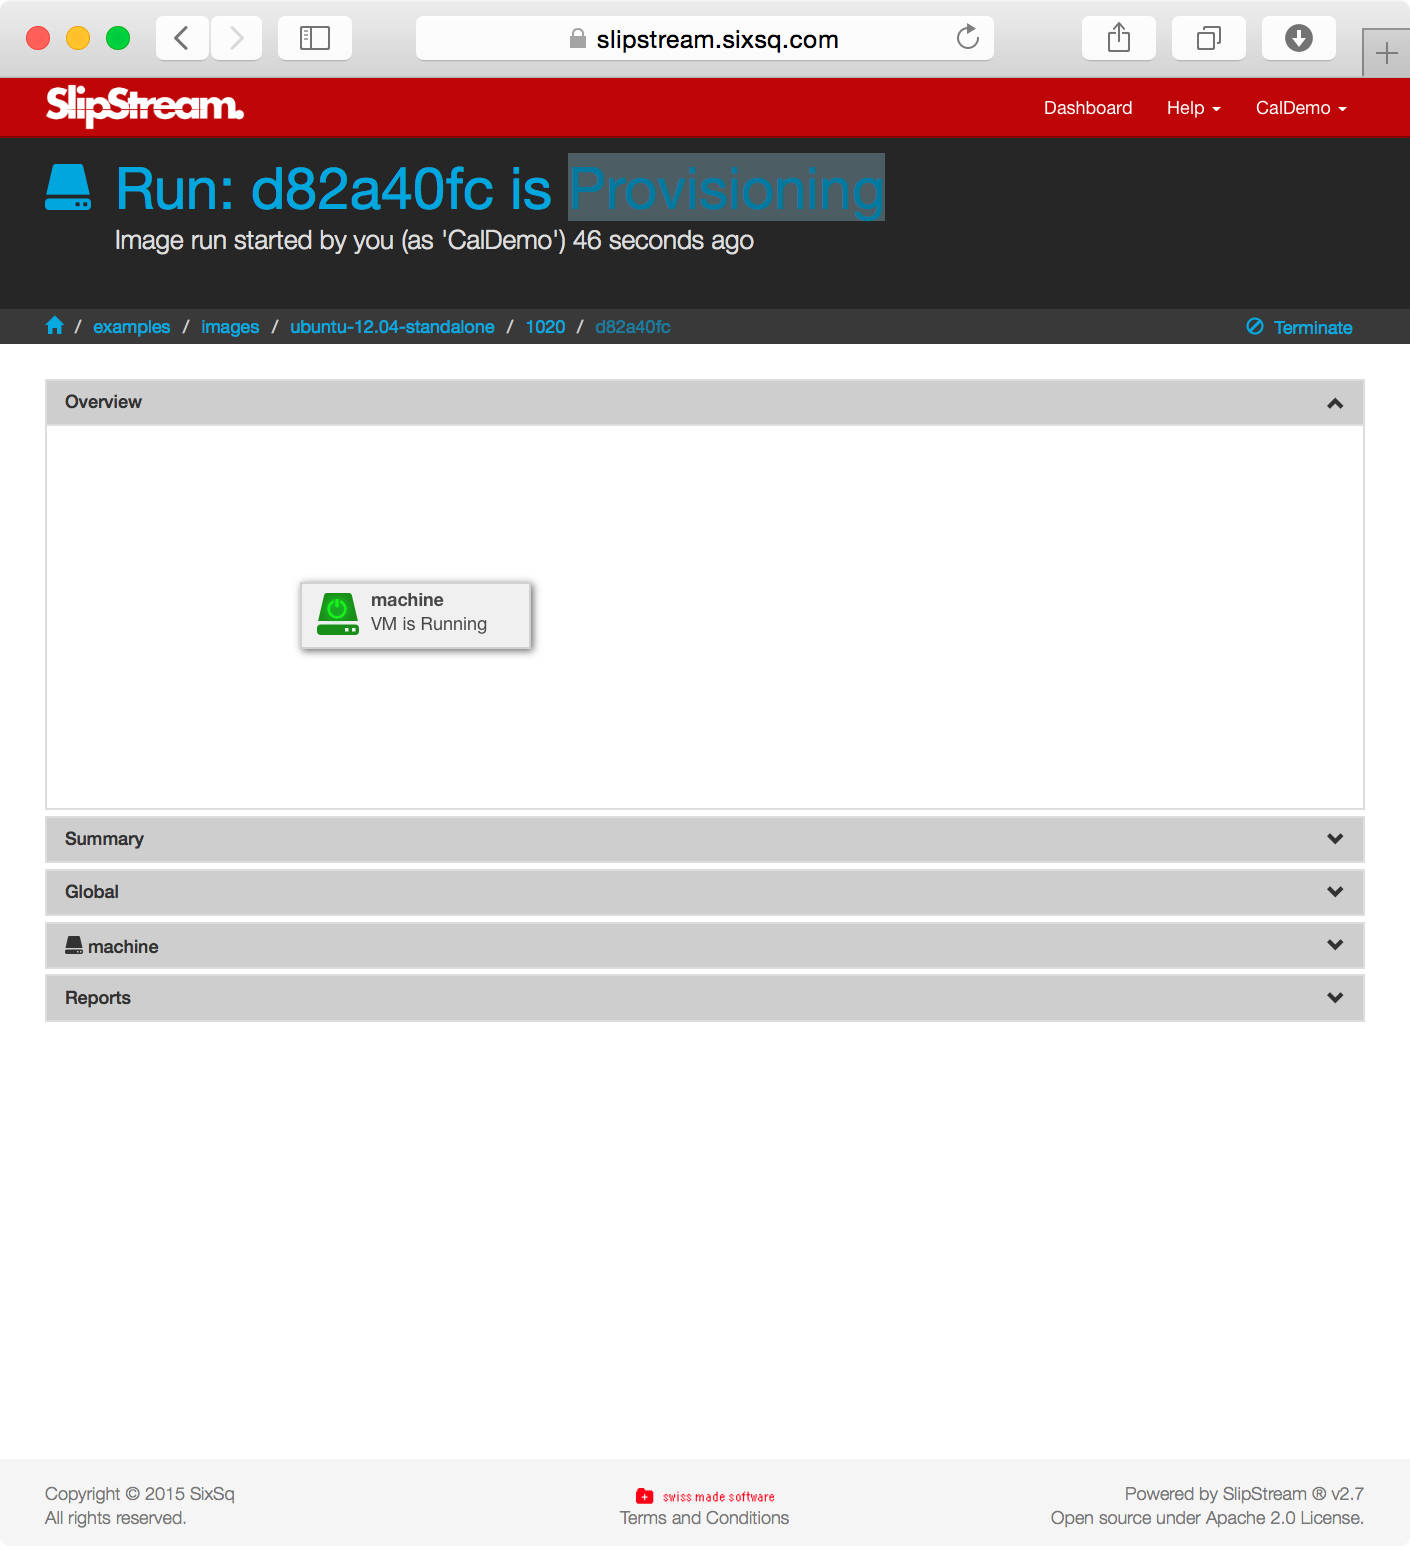 slipstream.sixsq.com
SlipStream.
Dashboard Help CalDemo
Run: d82a40fc is Provisioning
Image run started by you (as 'CalDemo') 46 seconds ago
/ examples / images / ubuntu-12.04-standalone / 1020 / d82a40fc
Terminate
Overview
machine
VM is Running
Summary
Global
machine
Reports
Copyright © 2015 SixSq
All rights reserved.
swiss made software
Terms and Conditions
Powered by SlipStream ® v2.7
Open source under Apache 2.0 License.